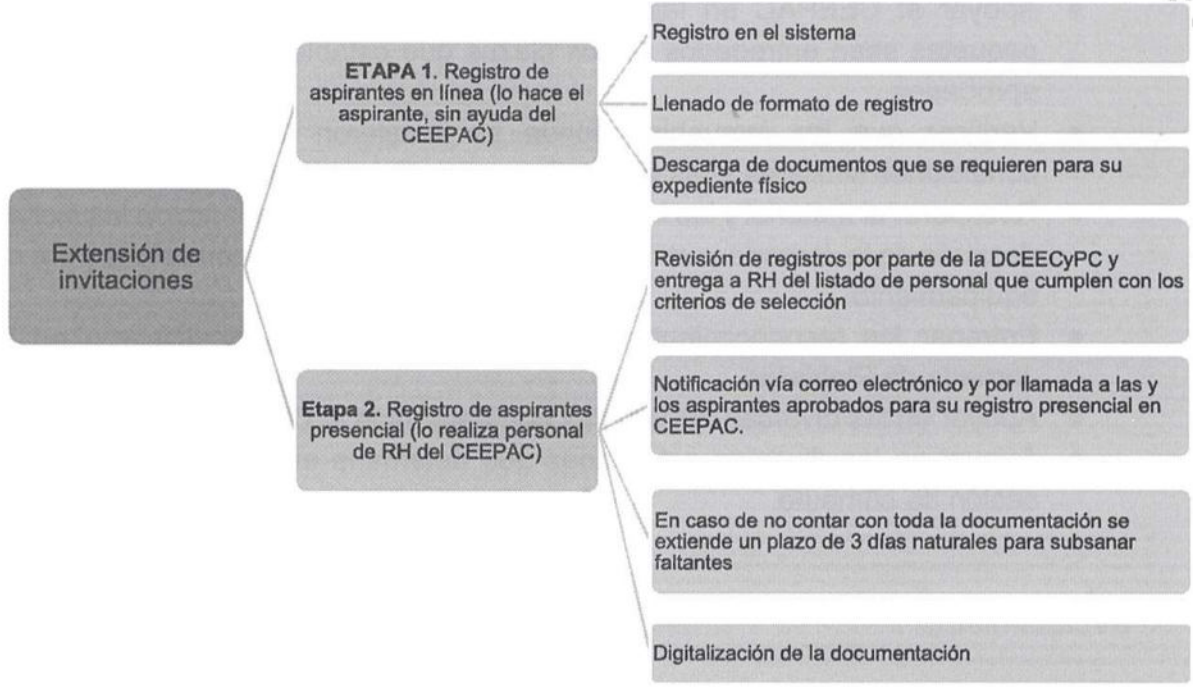 Extensión de
invitaciones
ETAPA 1. Registro de
aspirantes en línea (lo hace el
aspirante, sin ayuda del
CEEPAC)
Registro en el sistema
Llenado de formato de registro
Descarga de documentos que se requieren para su
expediente físico
Etapa 2. Registro de aspirantes
presencial (lo realiza personal
de RH del CEEPAC)
Revisión de registros por parte de la DCEECyPC y
entrega a RH del listado de personal que cumplen con los
criterios de selección
Notificación vía correo electrónico y por llamada a las y
los aspirantes aprobados para su registro presencial en
CEEPAC.
En caso de no contar con toda la documentación se
extiende un plazo de 3 días naturales para subsanar
faltantes
Digitalización de la documentación